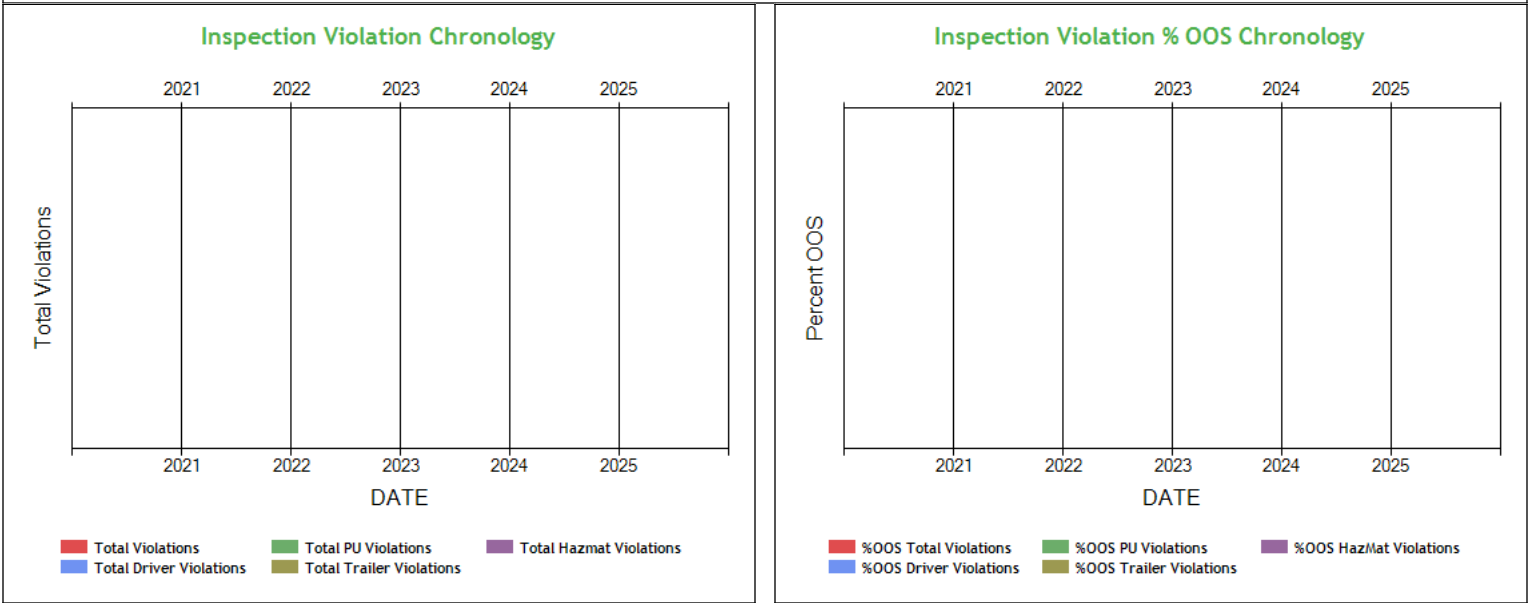 Inspection Violation Chronology
2021 2022 2023 2024 2025
Total Violations
2021 2022 2023 2024 2025
DATE
Total Violations Total PU Violations Total Hazmat Violations
Total Driver Violations Total Trailer Violations
Inspection Violation % OOS Chronology
2021 2022 2023 2024 2025
Percent OOS
2021 2022 2023 2024 2025
DATE
%OOS Total Violations %OOS PU Violations %OOS HazMat Violations
%OOS Driver Violations %OOS Trailer Violations